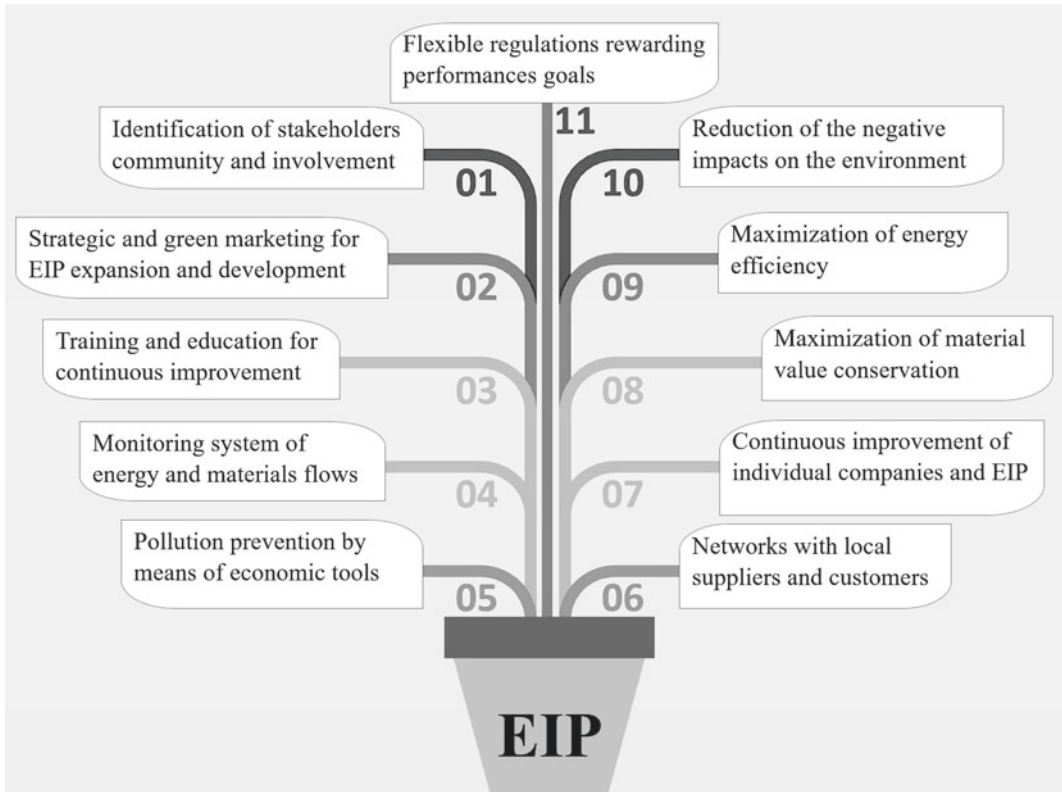 Flexible regulations rewarding
performances goals
11
Identification of stakeholders
community and involvement
01
10
Reduction of the negative
impacts on the environment
Strategic and green marketing for
EIP expansion and development
02
09
Maximization of energy
efficiency
Training and education for
continuous improvement
03
08
Maximization of material
value conservation
Monitoring system of
energy and materials flows
04
07
Continuous improvement of
individual companies and EIP
Pollution prevention by
means of economic tools
05
06
Networks with local
suppliers and customers
EIP